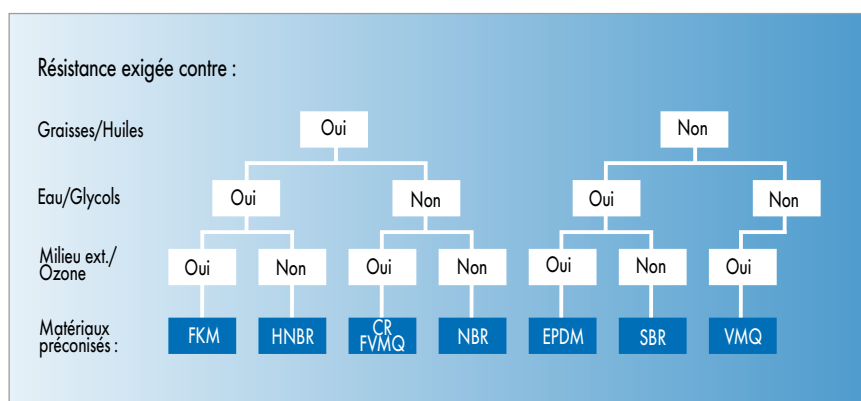 Résistance exigée contre :
Graisses/Huiles
Oui
Non
Eau/Glycols
Oui
Non
Oui
Non
Milieu ext./
Ozone
Oui
Non
Oui
Non
Oui
Non
Oui
Matériaux
préconisés :
FKM
HNBR
CR
FVMQ
NBR
EPDM
SBR
VMQ